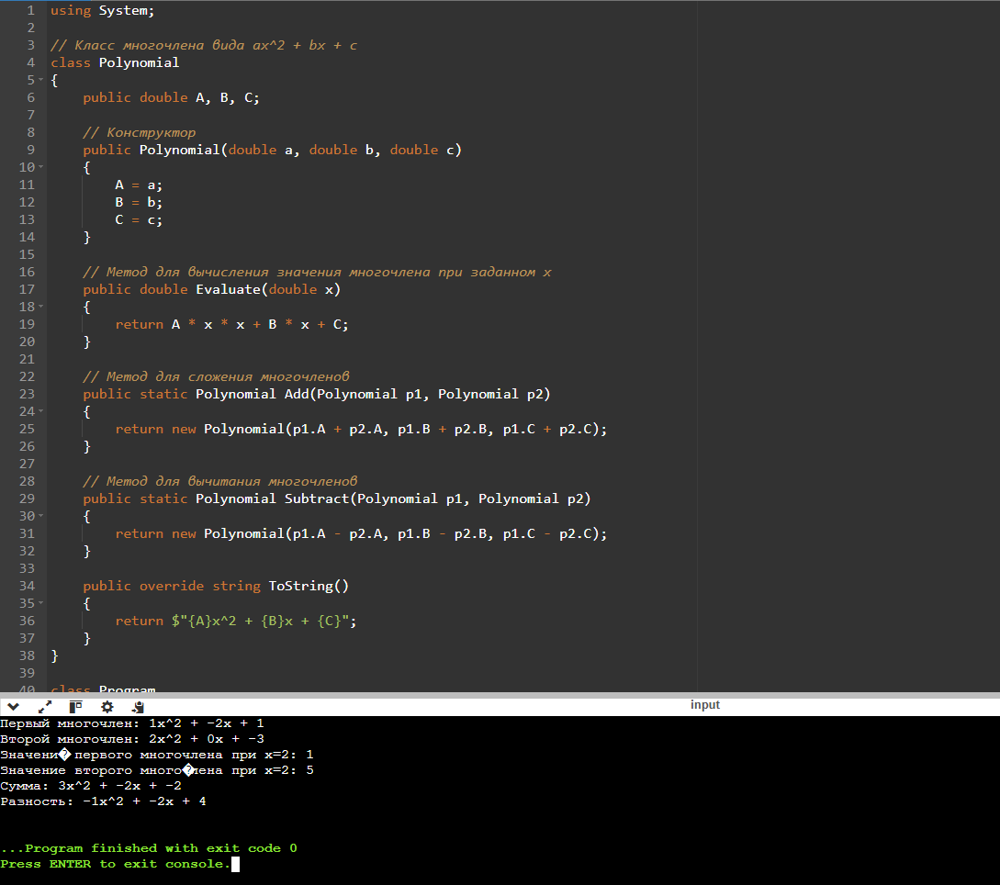 1 using System;
2
3 // Класс многочлена вида ax^2 + bx + c
4 class Polynomial
5 {
6     public double A, B, C;
7
8     // Конструктор
9     public Polynomial(double a, double b, double c)
10     {
11         A = a;
12         B = b;
13         C = c;
14     }
15
16     // Метод для вычисления значения многочлена при заданном x
17     public double Evaluate(double x)
18     {
19         return A * x * x + B * x + C;
20     }
21
22     // Метод для сложения многочленов
23     public static Polynomial Add(Polynomial p1, Polynomial p2)
24     {
25         return new Polynomial(p1.A + p2.A, p1.B + p2.B, p1.C + p2.C);
26     }
27
28     // Метод для вычитания многочленов
29     public static Polynomial Subtract(Polynomial p1, Polynomial p2)
30     {
31         return new Polynomial(p1.A - p2.A, p1.B - p2.B, p1.C - p2.C);
32     }
33
34     public override string ToString()
35     {
36         return $"{A}x^2 + {B}x + {C}";
37     }
38 }
39
40 class Program
input
Первый многочлен: 1x^2 + -2x + 1
Второй многочлен: 2x^2 + 0x + -3
Значени� первого многочлена при x=2: 1
Значение второго много�лена при x=2: 5
Сумма: 3x^2 + -2x + -2
Разность: -1x^2 + -2x + 4
...Program finished with exit code 0
Press ENTER to exit console.